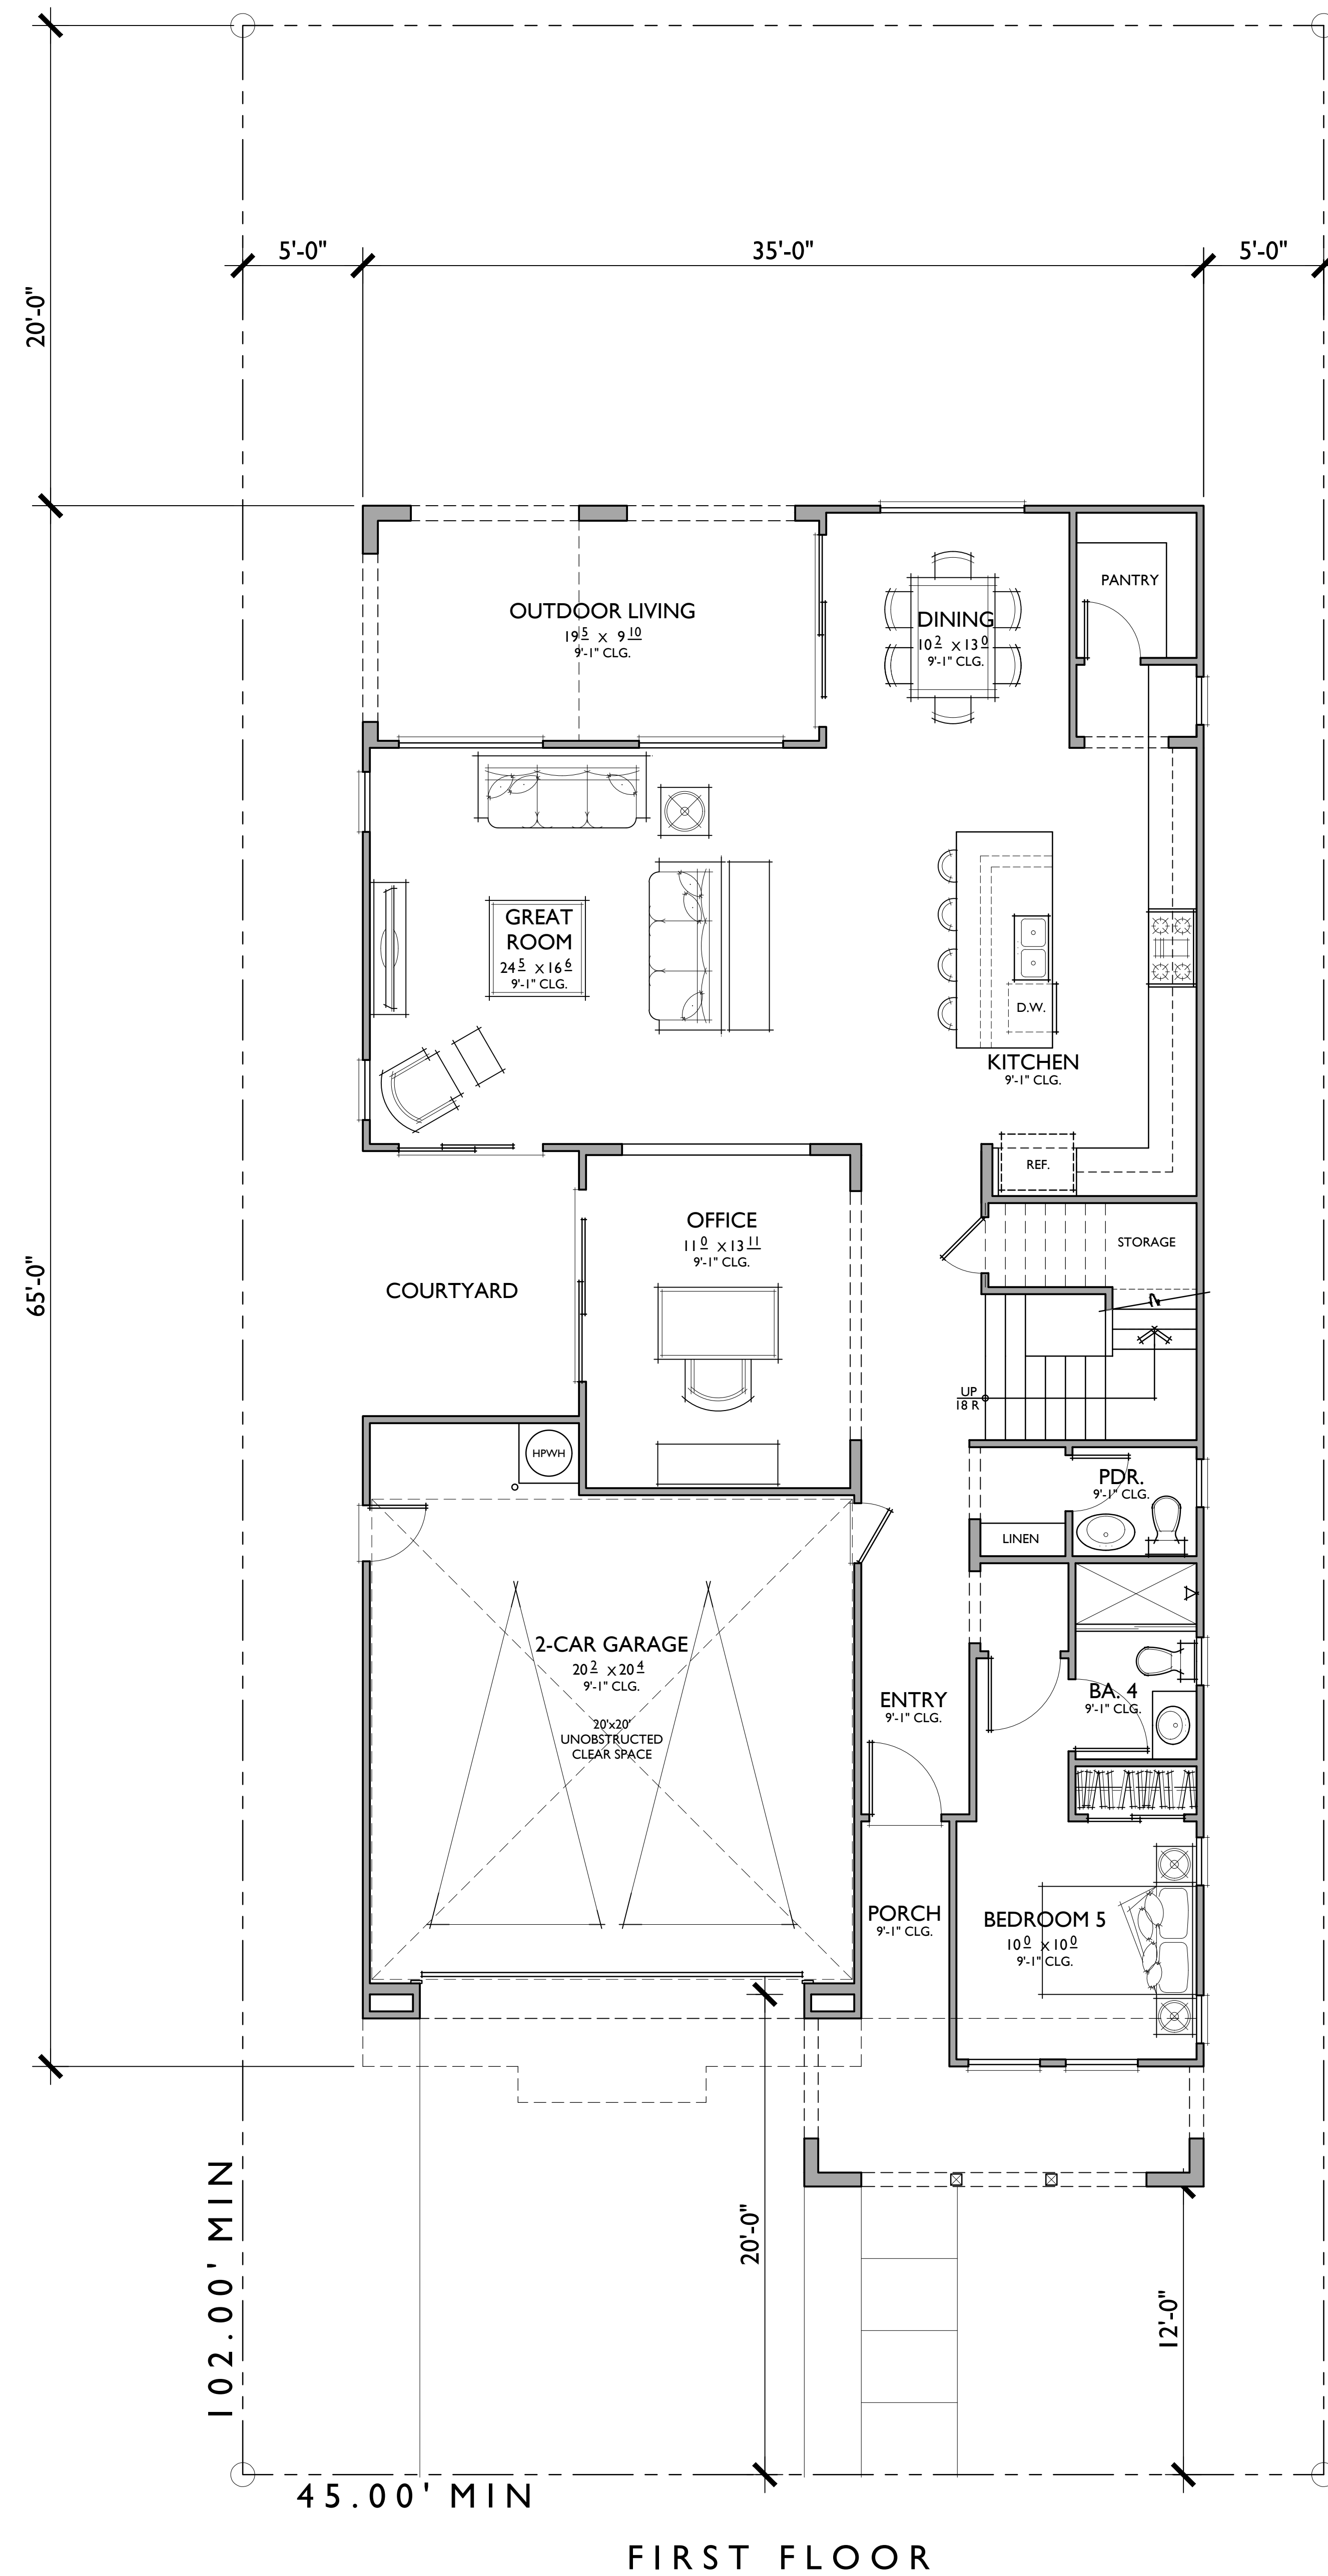 5'-0"
35'-0"
5'-0"
20'-0"
PANTRY
OUTDOOR LIVING
19 5 x 9 10
9'-1" CLG.
DINING
10 2 x 13 0
9'-1" CLG.
GREAT
ROOM
24 5 x 16 6
9'-1" CLG.
D.W.
KITCHEN
9'-1" CLG.
REF.
OFFICE
11 0 x 13 11
9'-1" CLG.
STORAGE
COURTYARD
65'-0"
UP
18 R
HPWH
PDR.
9'-1" CLG.
LINEN
2-CAR GARAGE
20 2 x 20 4
9'-1" CLG.
20'x20'
UNOBSTRUCTED
CLEAR SPACE
ENTRY
9'-1" CLG.
BA. 4
9'-1" CLG.
PORCH
9'-1" CLG.
BEDROOM 5
10 0 x 10 0
9'-1" CLG.
102.00' MIN
20'-0"
12'-0"
45.00' MIN
FIRST FLOOR